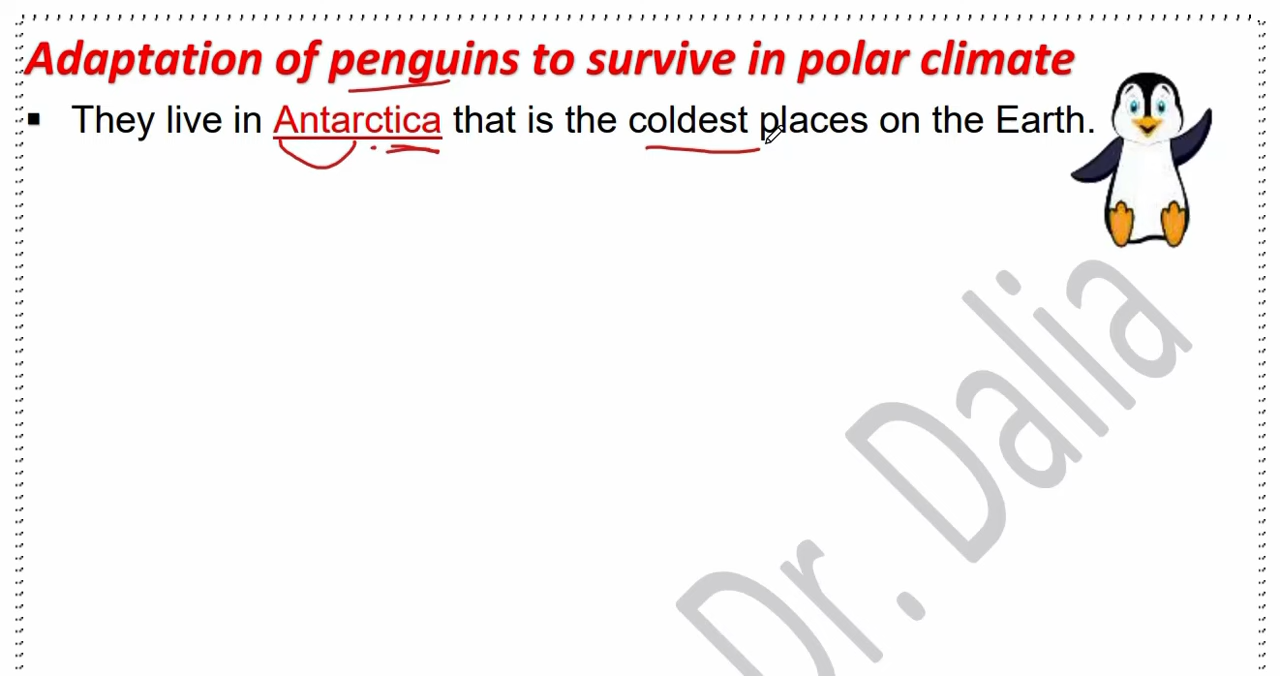 Adaptation of penguins to survive in polar climate
▪ They live in Antarctica that is the coldest places on the Earth.
Dr. Dalia